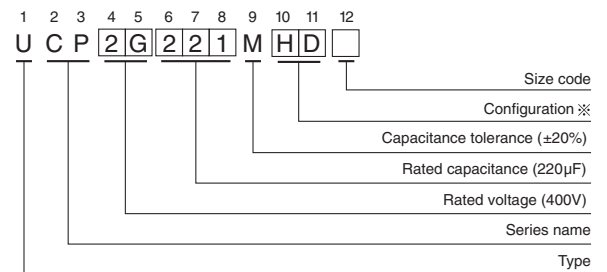 1 2 3 4 5 6 7 8 9 10 11 12
U C P 2 G 2 2 1 M H D
Size code
Configuration ※
Capacitance tolerance (±20%)
Rated capacitance (220µF)
Rated voltage (400V)
Series name
Type